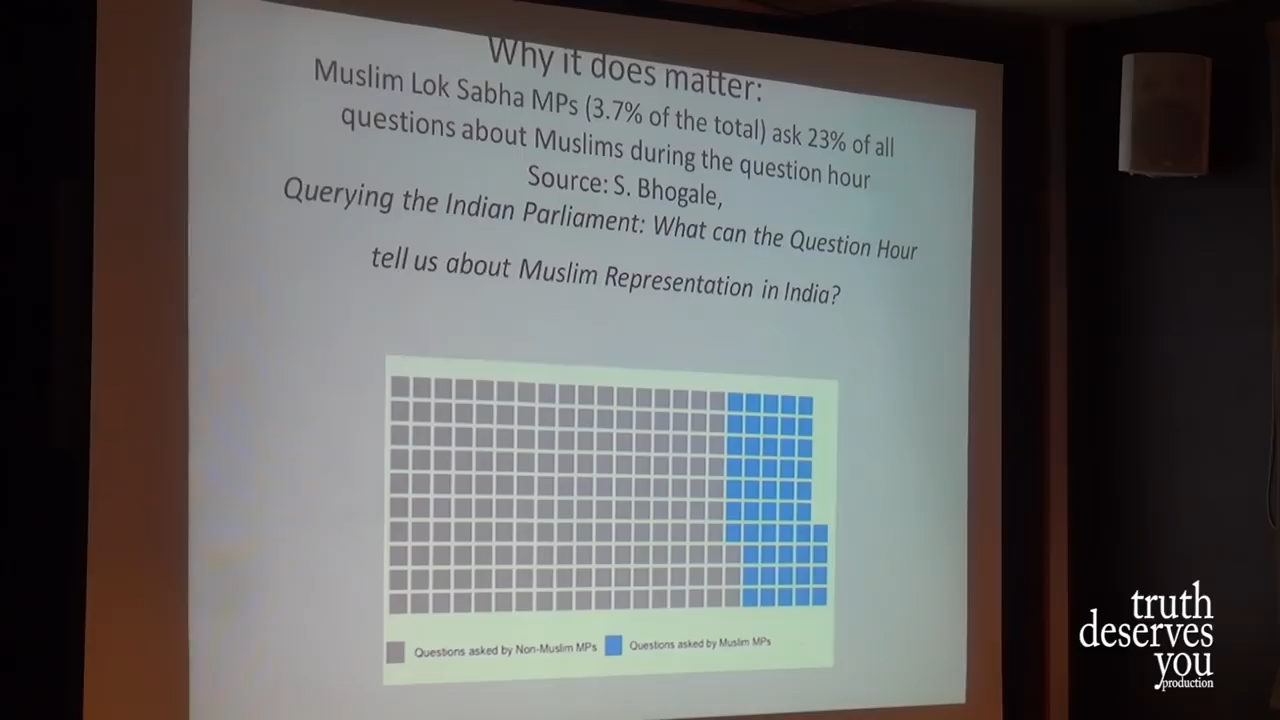 Why it does matter:
Muslim Lok Sabha MPs (3.7% of the total) ask 23% of all
questions about Muslims during the question hour
Source: S. Bhogale,
Querying the Indian Parliament: What can the Question Hour
tell us about Muslim Representation in India?
Questions asked by Non-Muslim MPs
Questions asked by Muslim MPs
truth
deserves
you
production